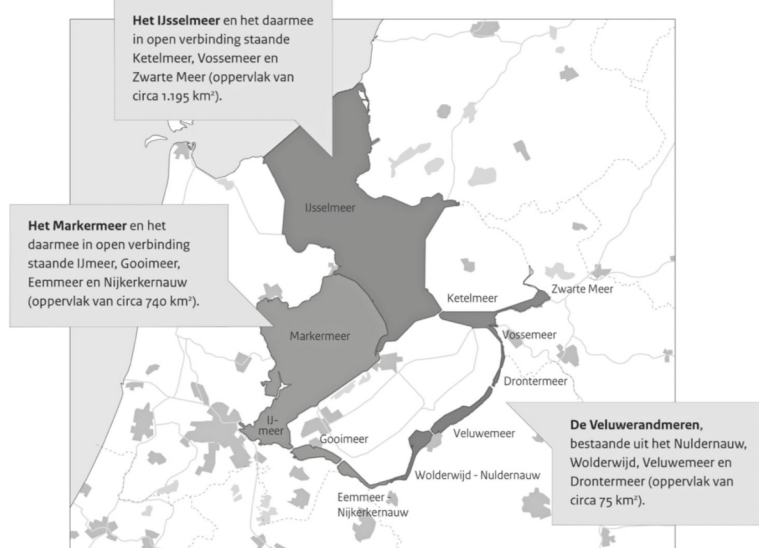 Het IJsselmeer en het daarmee
in open verbinding staande
Ketelmeer, Vossemeer en
Zwarte Meer (oppervlak van
circa 1.195 km²).
IJsselmeer
Het Markermeer en het
daarmee in open verbinding
staande IJmeer, Gooimeer,
Eemmeer en Nijkerkernauw
(oppervlak van circa 740 km²).
Ketelmeer
Zwarte Meer
Markermeer
Vossemeer
Drontermeer
IJ-
meer
Gooimeer
Veluwemeer
De Veluwerandmeren,
bestaande uit het Nuldernauw,
Wolderwijd, Veluwemeer en
Drontermeer (oppervlak van
circa 75 km²).
Wolderwijd - Nuldernauw
Eemmeer -
Nijkerkernauw